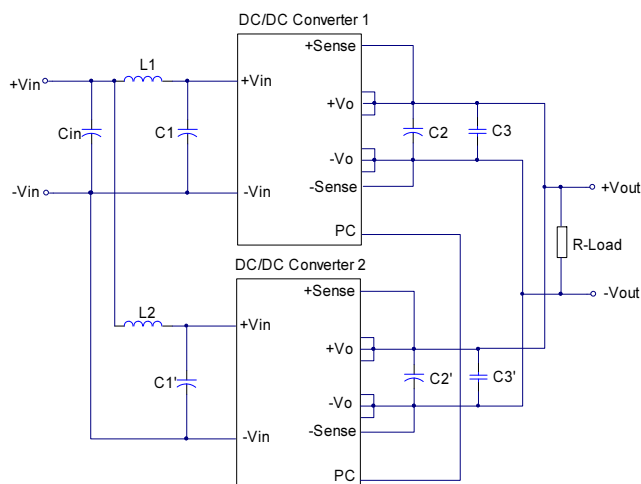 DC/DC Converter 1
+Sense
L1
+Vin
+Vin
+Vo
Cin
C1
C2
C3
-Vo
-Vin
-Vin
-Sense
+Vout
PC
R-Load
DC/DC Converter 2
+Sense
-Vout
L2
+Vin
+Vo
C1'
C2'
C3'
-Vo
-Vin
-Sense
PC